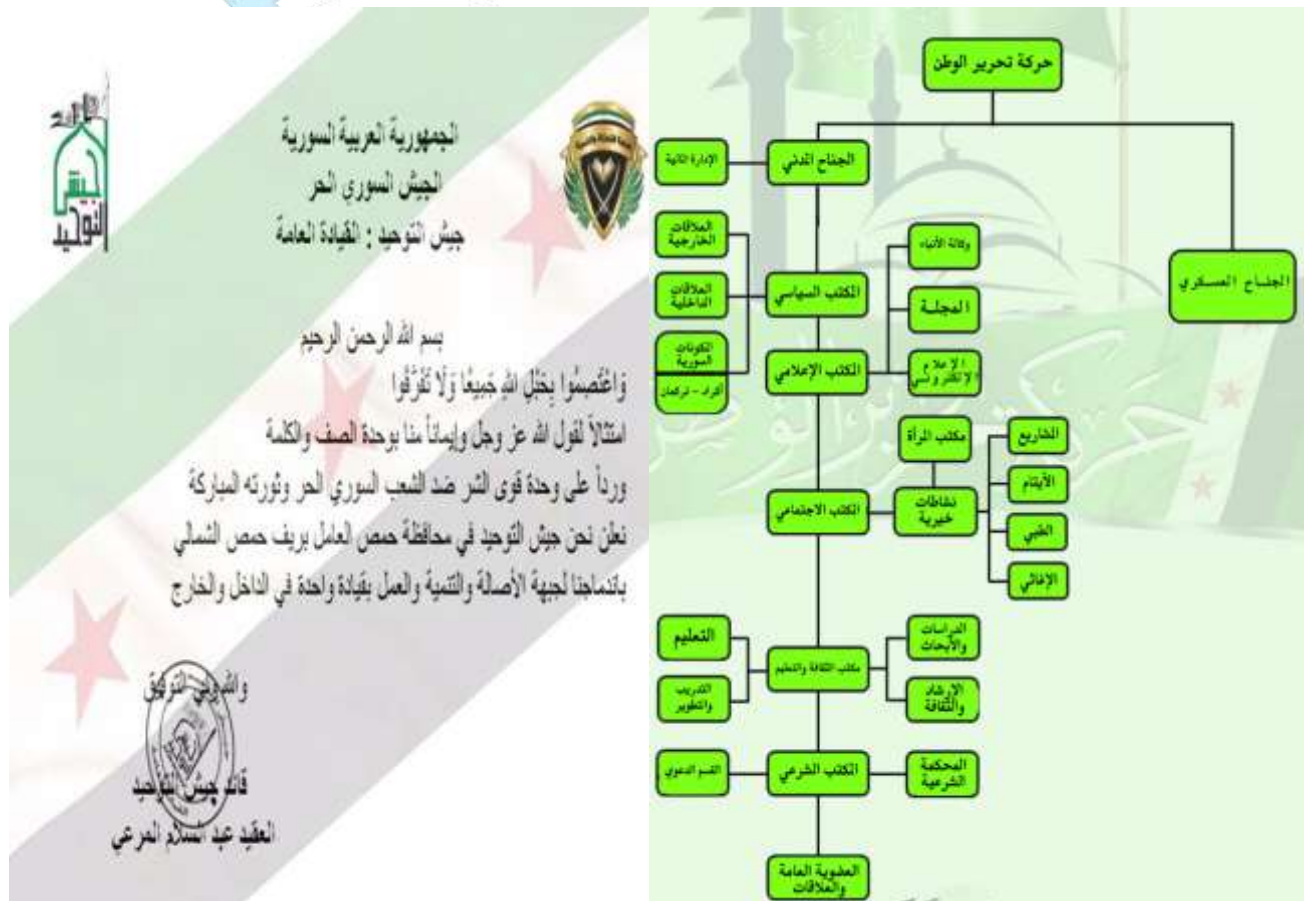 الجمهورية العربية السورية
الجيش السوري الحر
جيش التوحيد : القيادة العامة
جيش
التوحيد
بسم الله الرحمن الرحيم
وَاعْتَصِمُوا بِحَبْلِ اللهِ جَمِيعًا وَلَا تَفَرَّقُوا
امتثالاً لقول الله عز وجل وإيماناً منا بوحدة الصف والكلمة
ورداً على وحدة قوى الشر ضد الشعب السوري الحر وثورته المباركة
نعلن نحن جيش التوحيد في محافظة حمص العامل بريف حمص الشمالي
باندماجنا لجبهة الأصالة والتنمية والعمل بقيادة واحدة في الداخل والخارج
والله ولي التوفيق
قائد جيش التوحيد
العقيد عبد السلام المرعي
حركة تحرير الوطن
الجناح العسكري
الجناح المدني
الإدارة المالية
المكتب السياسي
العلاقات
الخارجية
العلاقات
الداخلية
المكونات
السورية
أكراد - تركمان
المكتب الإعلامي
وكالة الأنباء
المجلة
الإعلام
الإلكتروني
المكتب الاجتماعي
مكتب المرأة
نشاطات
خيرية
المشاريع
الأيتام
الطبي
الإغاثي
مكتب الثقافة والتعليم
الدراسات
والأبحاث
الإرشاد
والثقافة
التعليم
التدريب
والتطوير
المكتب الشرعي
المحكمة
الشرعية
القسم الدعوي
العضوية العامة
والعلاقات